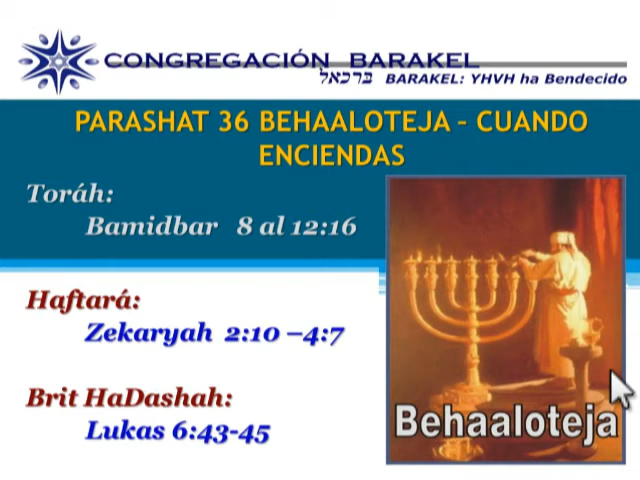 CONGREGACIÓN BARAKEL
ברכאל BARAKEL: YHVH ha Bendecido
PARASHAT 36 BEHAALOTEJA – CUANDO
ENCIENDAS
Toráh:
Bamidbar 8 al 12:16
Haftará:
Zekaryah 2:10 –4:7
Brit HaDashah:
Lukas 6:43-45
Behaaloteja